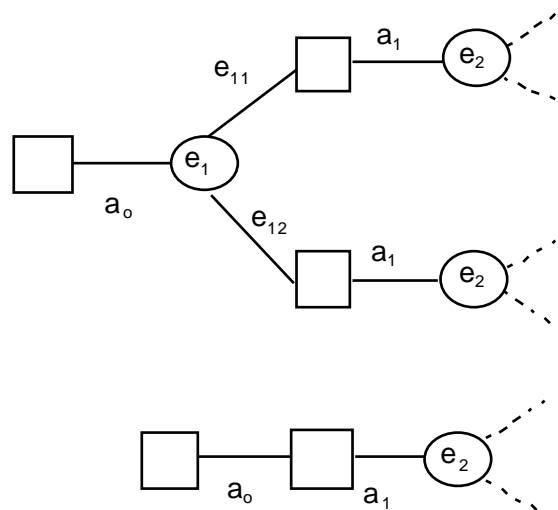 a₁ e₂
e₁₁
e₁
aₒ
e₁₂
a₁ e₂
e₂
aₒ a₁